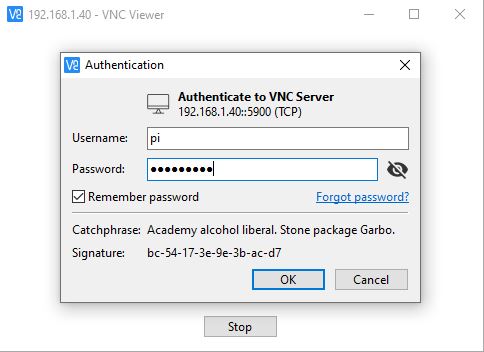 192.168.1.40 - VNC Viewer
Authentication
Authenticate to VNC Server
192.168.1.40::5900 (TCP)
Username: pi
Password: •••••••••
Remember password Forgot password?
Catchphrase: Academy alcohol liberal. Stone package Garbo.
Signature: bc-54-17-3e-9e-3b-ac-d7
OK Cancel
Stop